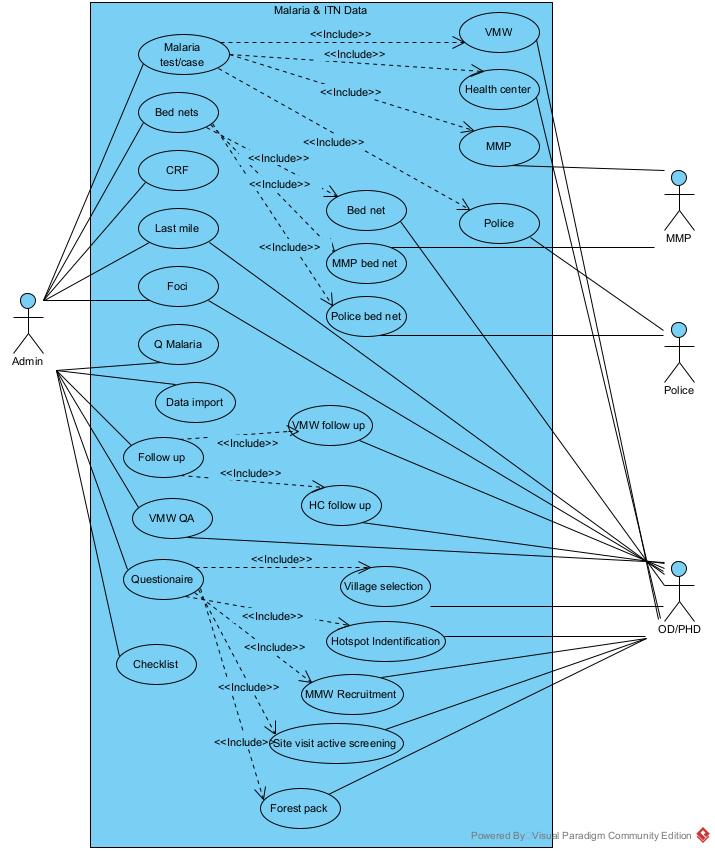 Malaria & ITN Data
<<Include>>
VMW
Malaria
test/case
<<Include>>
Health center
<<Include>>
Bed nets
<<Include>>
MMP
<<Include>>
CRF
<<Include>>
Bed net
Police
MMP
Last mile
<<Include>>
MMP bed net
Foci
Police bed net
Q Malaria
Admin
Police
Data import
VMW follow up
<<Include>>
Follow up
<<Include>>
HC follow up
VMW QA
<<Include>>
Questionaire
Village selection
<<Include>>
OD/PHD
Hotspot Indentification
<<Include>>
Checklist
<<Include>>
MMW Recruitment
<<Include>>
Site visit active screening
Forest pack
Powered By Visual Paradigm Community Edition